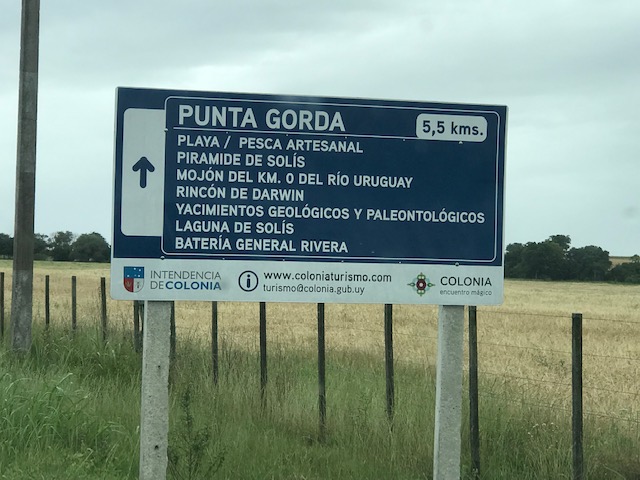 PUNTA GORDA
5,5 kms.
PLAYA / PESCA ARTESANAL
PIRAMIDE DE SOLÍS
MOJÓN DEL KM. 0 DEL RÍO URUGUAY
RINCÓN DE DARWIN
YACIMIENTOS GEOLÓGICOS Y PALEONTOLÓGICOS
LAGUNA DE SOLÍS
BATERÍA GENERAL RIVERA
INTENDENCIA
DE COLONIA
www.coloniaturismo.com
turismo@colonia.gub.uy
COLONIA
encuentro mágico